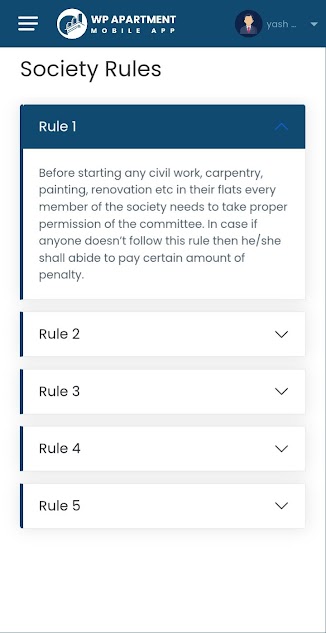 WP APARTMENT
MOBILE APP
yash ...
Society Rules
Rule 1
Before starting any civil work, carpentry,
painting, renovation etc in their flats every
member of the society needs to take proper
permission of the committee. In case if
anyone doesn't follow this rule then he/she
shall abide to pay certain amount of
penalty.
Rule 2
Rule 3
Rule 4
Rule 5